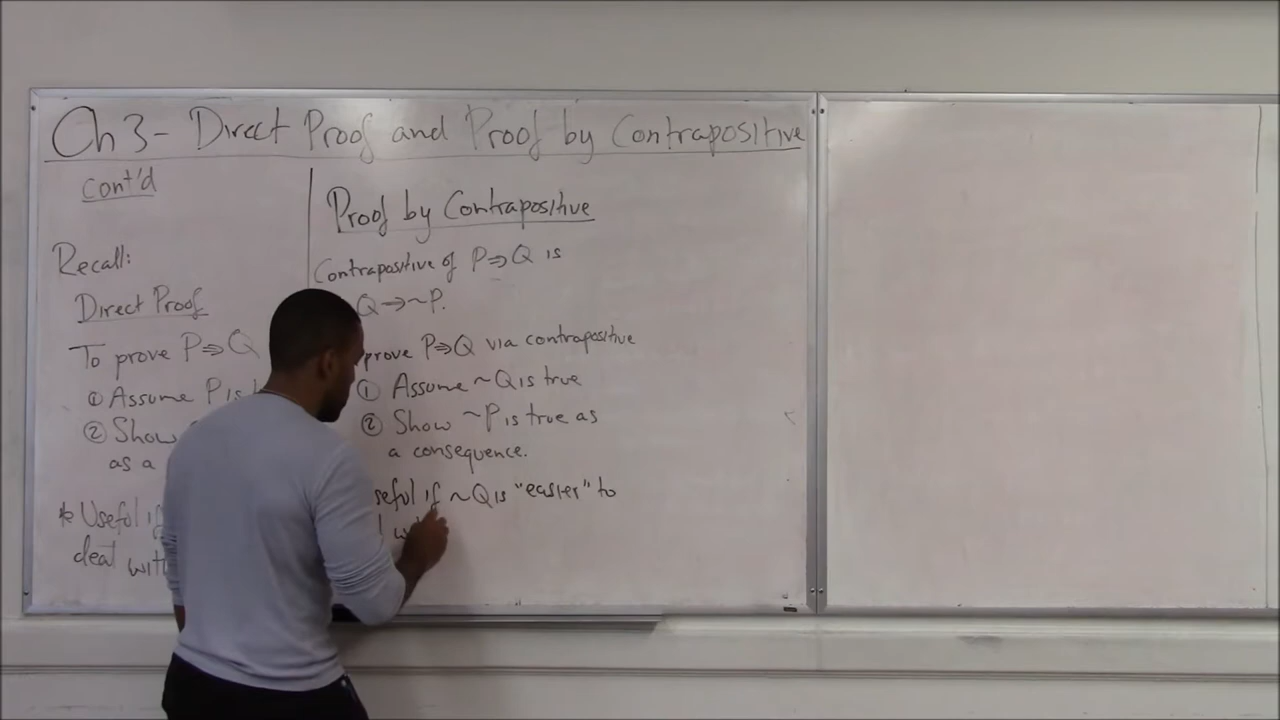 Ch 3- Direct Proof and Proof by Contrapositive
cont'd
Recall:
Direct Proof
To prove P⇒Q
① Assume P is
② Show
as a
* Useful if
deal with
Proof by Contrapositive
Contrapositive of P⇒Q is
Q⇒~P.
prove P⇒Q via contrapositive
① Assume ~Q is true
② Show ~P is true as
a consequence.
if ~Q is "easier" to